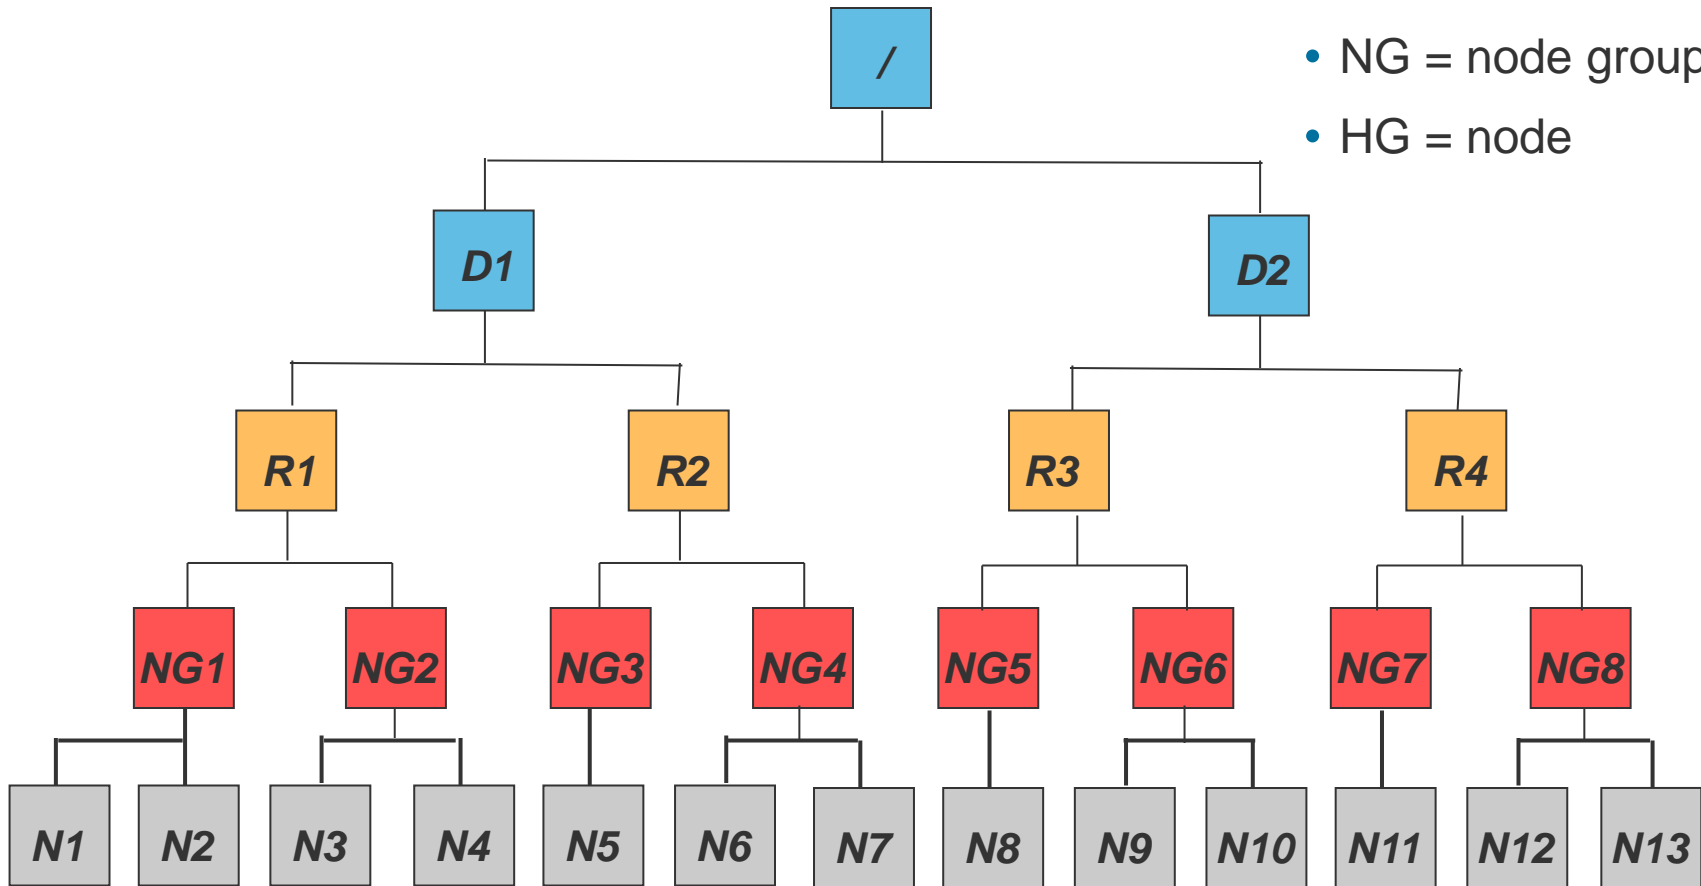 /
• NG = node group
• HG = node
D1 D2
R1 R2 R3 R4
NG1 NG2 NG3 NG4 NG5 NG6 NG7 NG8
N1 N2 N3 N4 N5 N6 N7 N8 N9 N10 N11 N12 N13